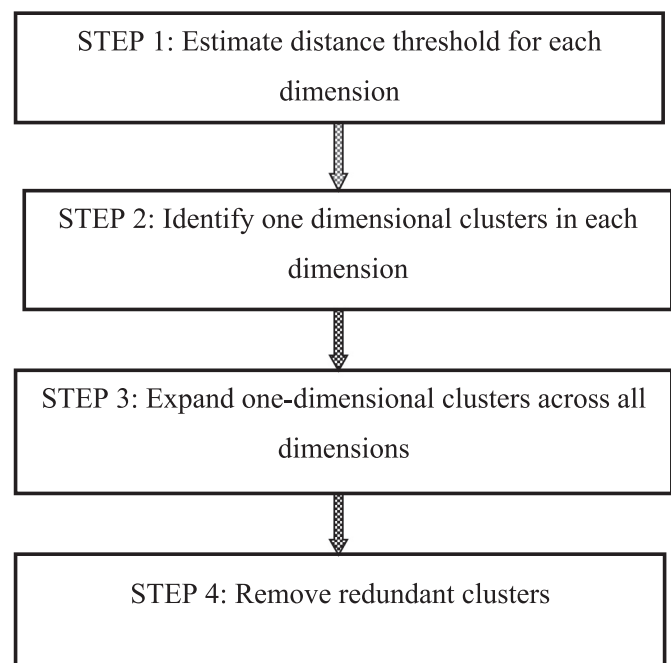 STEP 1: Estimate distance threshold for each
dimension
STEP 2: Identify one dimensional clusters in each
dimension
STEP 3: Expand one-dimensional clusters across all
dimensions
STEP 4: Remove redundant clusters